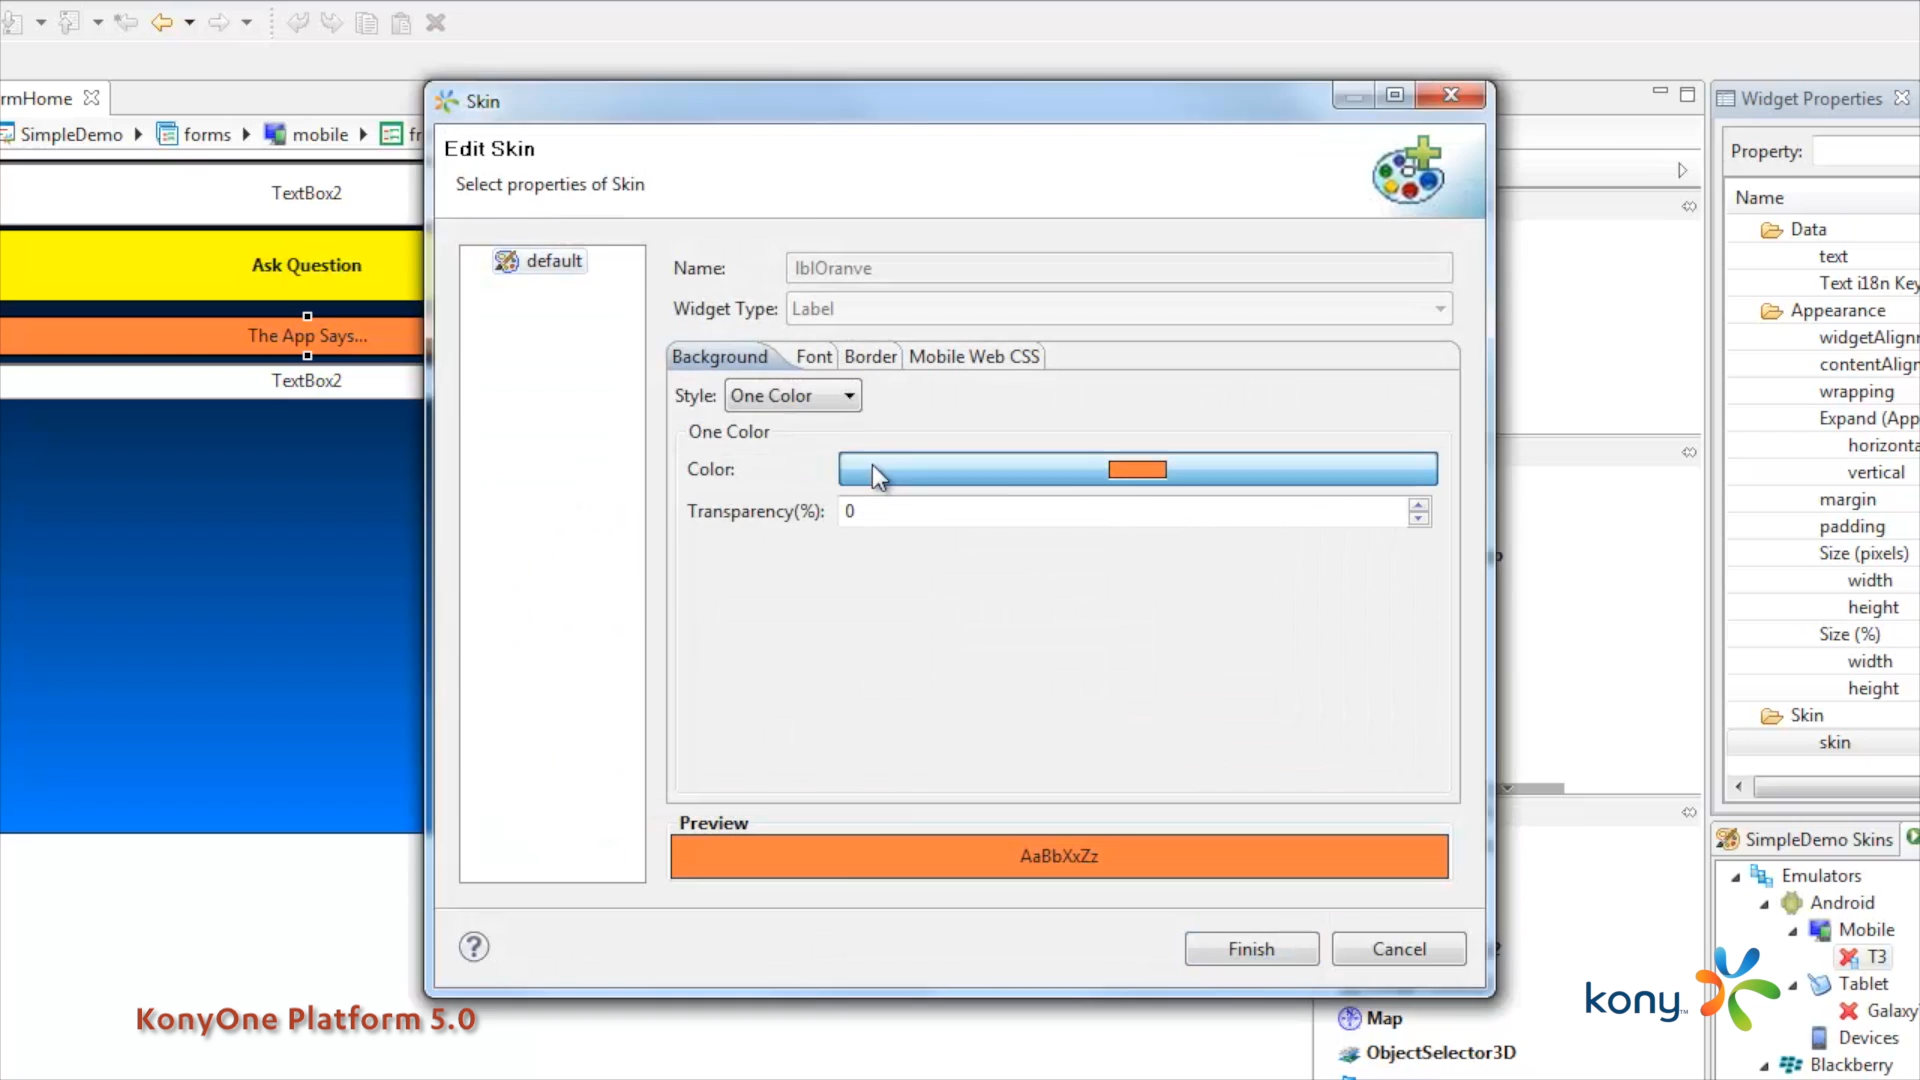 rmHome
SimpleDemo
forms
mobile
TextBox2
Ask Question
The App Says...
TextBox2
Skin
Edit Skin
Select properties of Skin
default
Name:
lblOranve
Widget Type:
Label
Background
Font
Border
Mobile Web CSS
Style:
One Color
One Color
Color:
Transparency(%):
0
Preview
AaBbXxZz
Finish
Cancel
Map
ObjectSelector3D
Widget Properties
Property:
Name
Data
text
Text i18n Key
Appearance
widgetAlignm
contentAlign
wrapping
Expand (App
horizonta
vertical
margin
padding
Size (pixels)
width
height
Size (%)
width
height
Skin
skin
SimpleDemo Skins
Emulators
Android
Mobile
T3
Tablet
Galaxy
Devices
Blackberry
KonyOne Platform 5.0
kony™